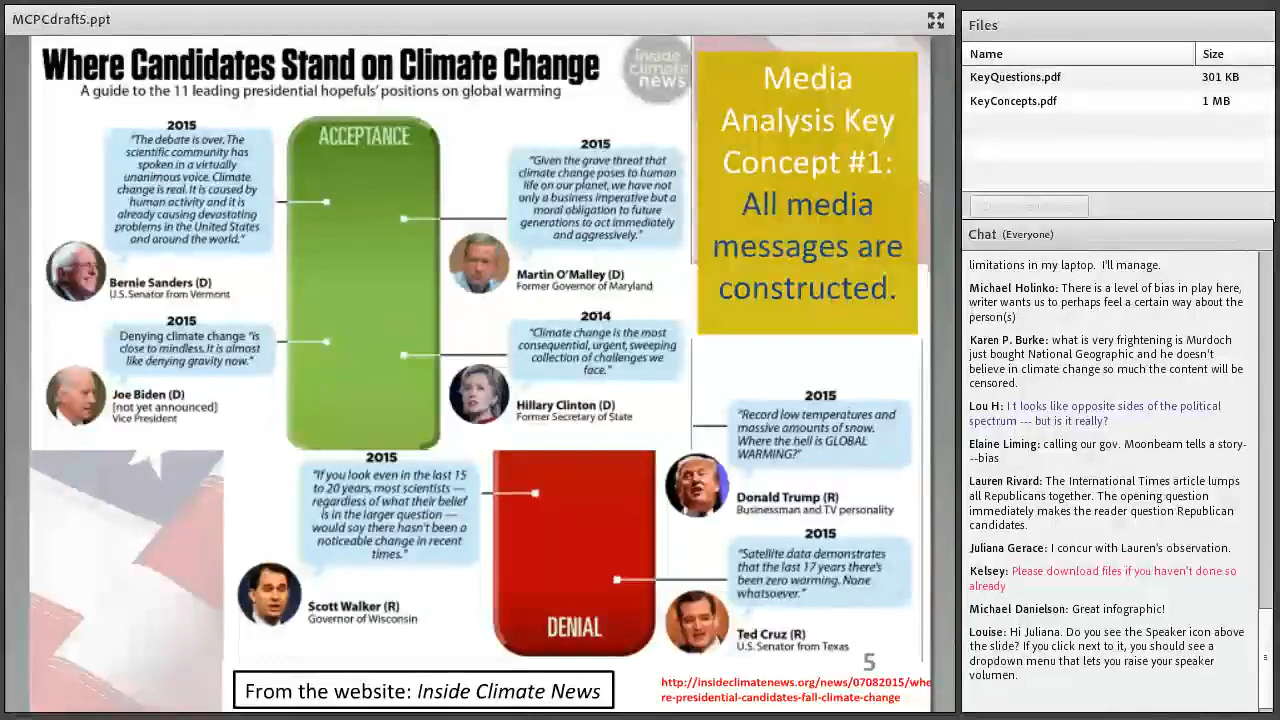 MCPCdraft5.ppt
Where Candidates Stand on Climate Change
A guide to the 11 leading presidential hopefuls' positions on global warming
inside
climate
news
2015
"The debate is over. The
scientific community has
spoken in a virtually
unanimous voice. Climate
change is real. It is caused by
human activity and it is
already causing devastating
problems in the United States
and around the world."
Bernie Sanders (D)
U.S. Senator from Vermont
2015
Denying climate change "is
close to mindless. It is almost
like denying gravity now."
Joe Biden (D)
[not yet announced]
Vice President
ACCEPTANCE
2015
"Given the grave threat that
climate change poses to human
life on our planet, we have not
only a business imperative but a
moral obligation to future
generations to act immediately
and aggressively."
Martin O'Malley (D)
Former Governor of Maryland
2014
"Climate change is the most
consequential, urgent, sweeping
collection of challenges we
face."
Hillary Clinton (D)
Former Secretary of State
Media
Analysis Key
Concept #1:
All media
messages are
constructed.
2015
"If you look even in the last 15
to 20 years, most scientists —
regardless of what their belief
is in the larger question —
would say there hasn't been a
noticeable change in recent
times."
Scott Walker (R)
Governor of Wisconsin
DENIAL
2015
"Record low temperatures and
massive amounts of snow.
Where the hell is GLOBAL
WARMING?"
Donald Trump (R)
Businessman and TV personality
2015
"Satellite data demonstrates
that the last 17 years there's
been zero warming. None
whatsoever."
Ted Cruz (R)
U.S. Senator from Texas
5
From the website: Inside Climate News
http://insideclimatenews.org/news/07082015/whe
re-presidential-candidates-fall-climate-change
Files
Name Size
KeyQuestions.pdf 301 KB
KeyConcepts.pdf 1 MB
Chat (Everyone)
limitations in my laptop. I'll manage.
Michael Holinko: There is a level of bias in play here,
writer wants us to perhaps feel a certain way about the
person(s)
Karen P. Burke: what is very frightening is Murdoch
just bought National Geographic and he doesn't
believe in climate change so much the content will be
censored.
Lou H: It looks like opposite sides of the political
spectrum --- but is it really?
Elaine Liming: calling our gov. Moonbeam tells a story-
--bias
Lauren Rivard: The International Times article lumps
all Republicans together. The opening question
immediately makes the reader question Republican
candidates.
Juliana Gerace: I concur with Lauren's observation.
Kelsey: Please download files if you haven't done so
already
Michael Danielson: Great infographic!
Louise: Hi Juliana. Do you see the Speaker icon above
the slide? If you click next to it, you should see a
dropdown menu that lets you raise your speaker
volumen.